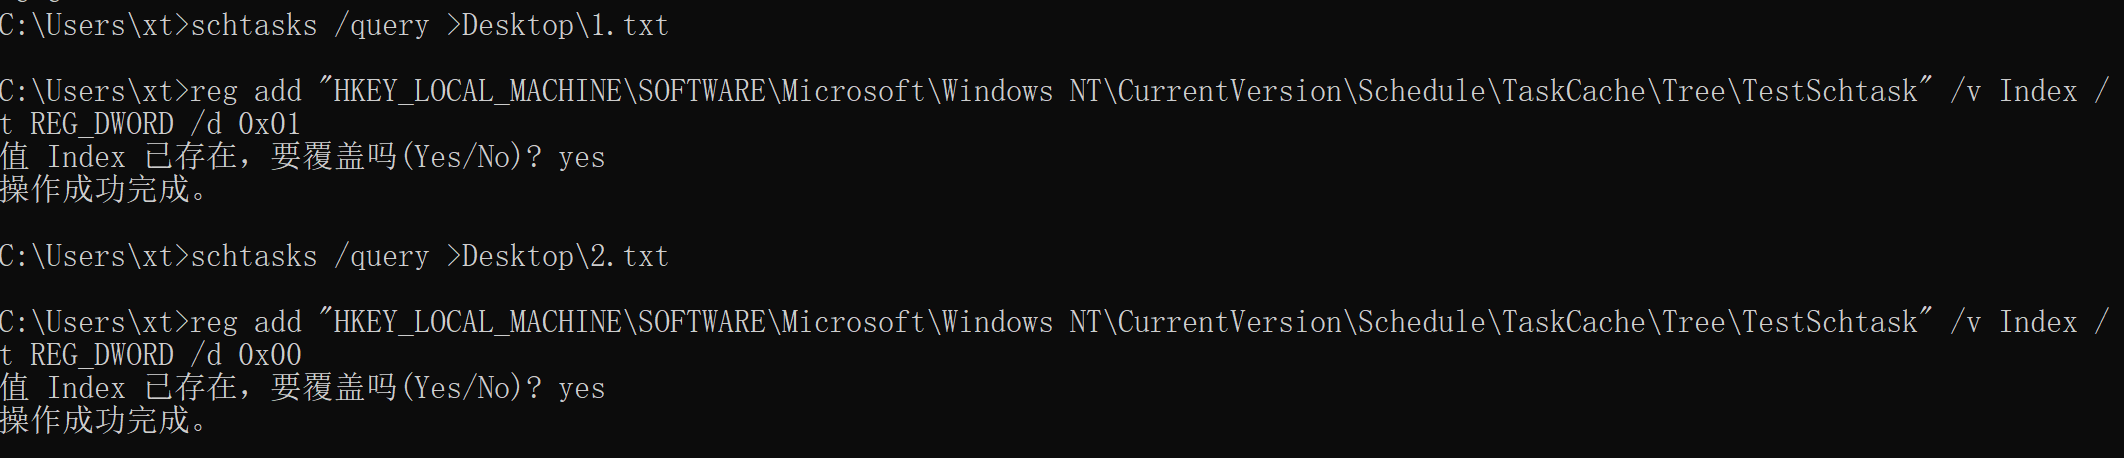 C:\Users\xt>schtasks /query >Desktop\1.txt
C:\Users\xt>reg add "HKEY_LOCAL_MACHINE\SOFTWARE\Microsoft\Windows NT\CurrentVersion\Schedule\TaskCache\Tree\TestSchtask" /v Index /
t REG_DWORD /d 0x01
值 Index 已存在，要覆盖吗(Yes/No)? yes
操作成功完成。
C:\Users\xt>schtasks /query >Desktop\2.txt
C:\Users\xt>reg add "HKEY_LOCAL_MACHINE\SOFTWARE\Microsoft\Windows NT\CurrentVersion\Schedule\TaskCache\Tree\TestSchtask" /v Index /
t REG_DWORD /d 0x00
值 Index 已存在，要覆盖吗(Yes/No)? yes
操作成功完成。